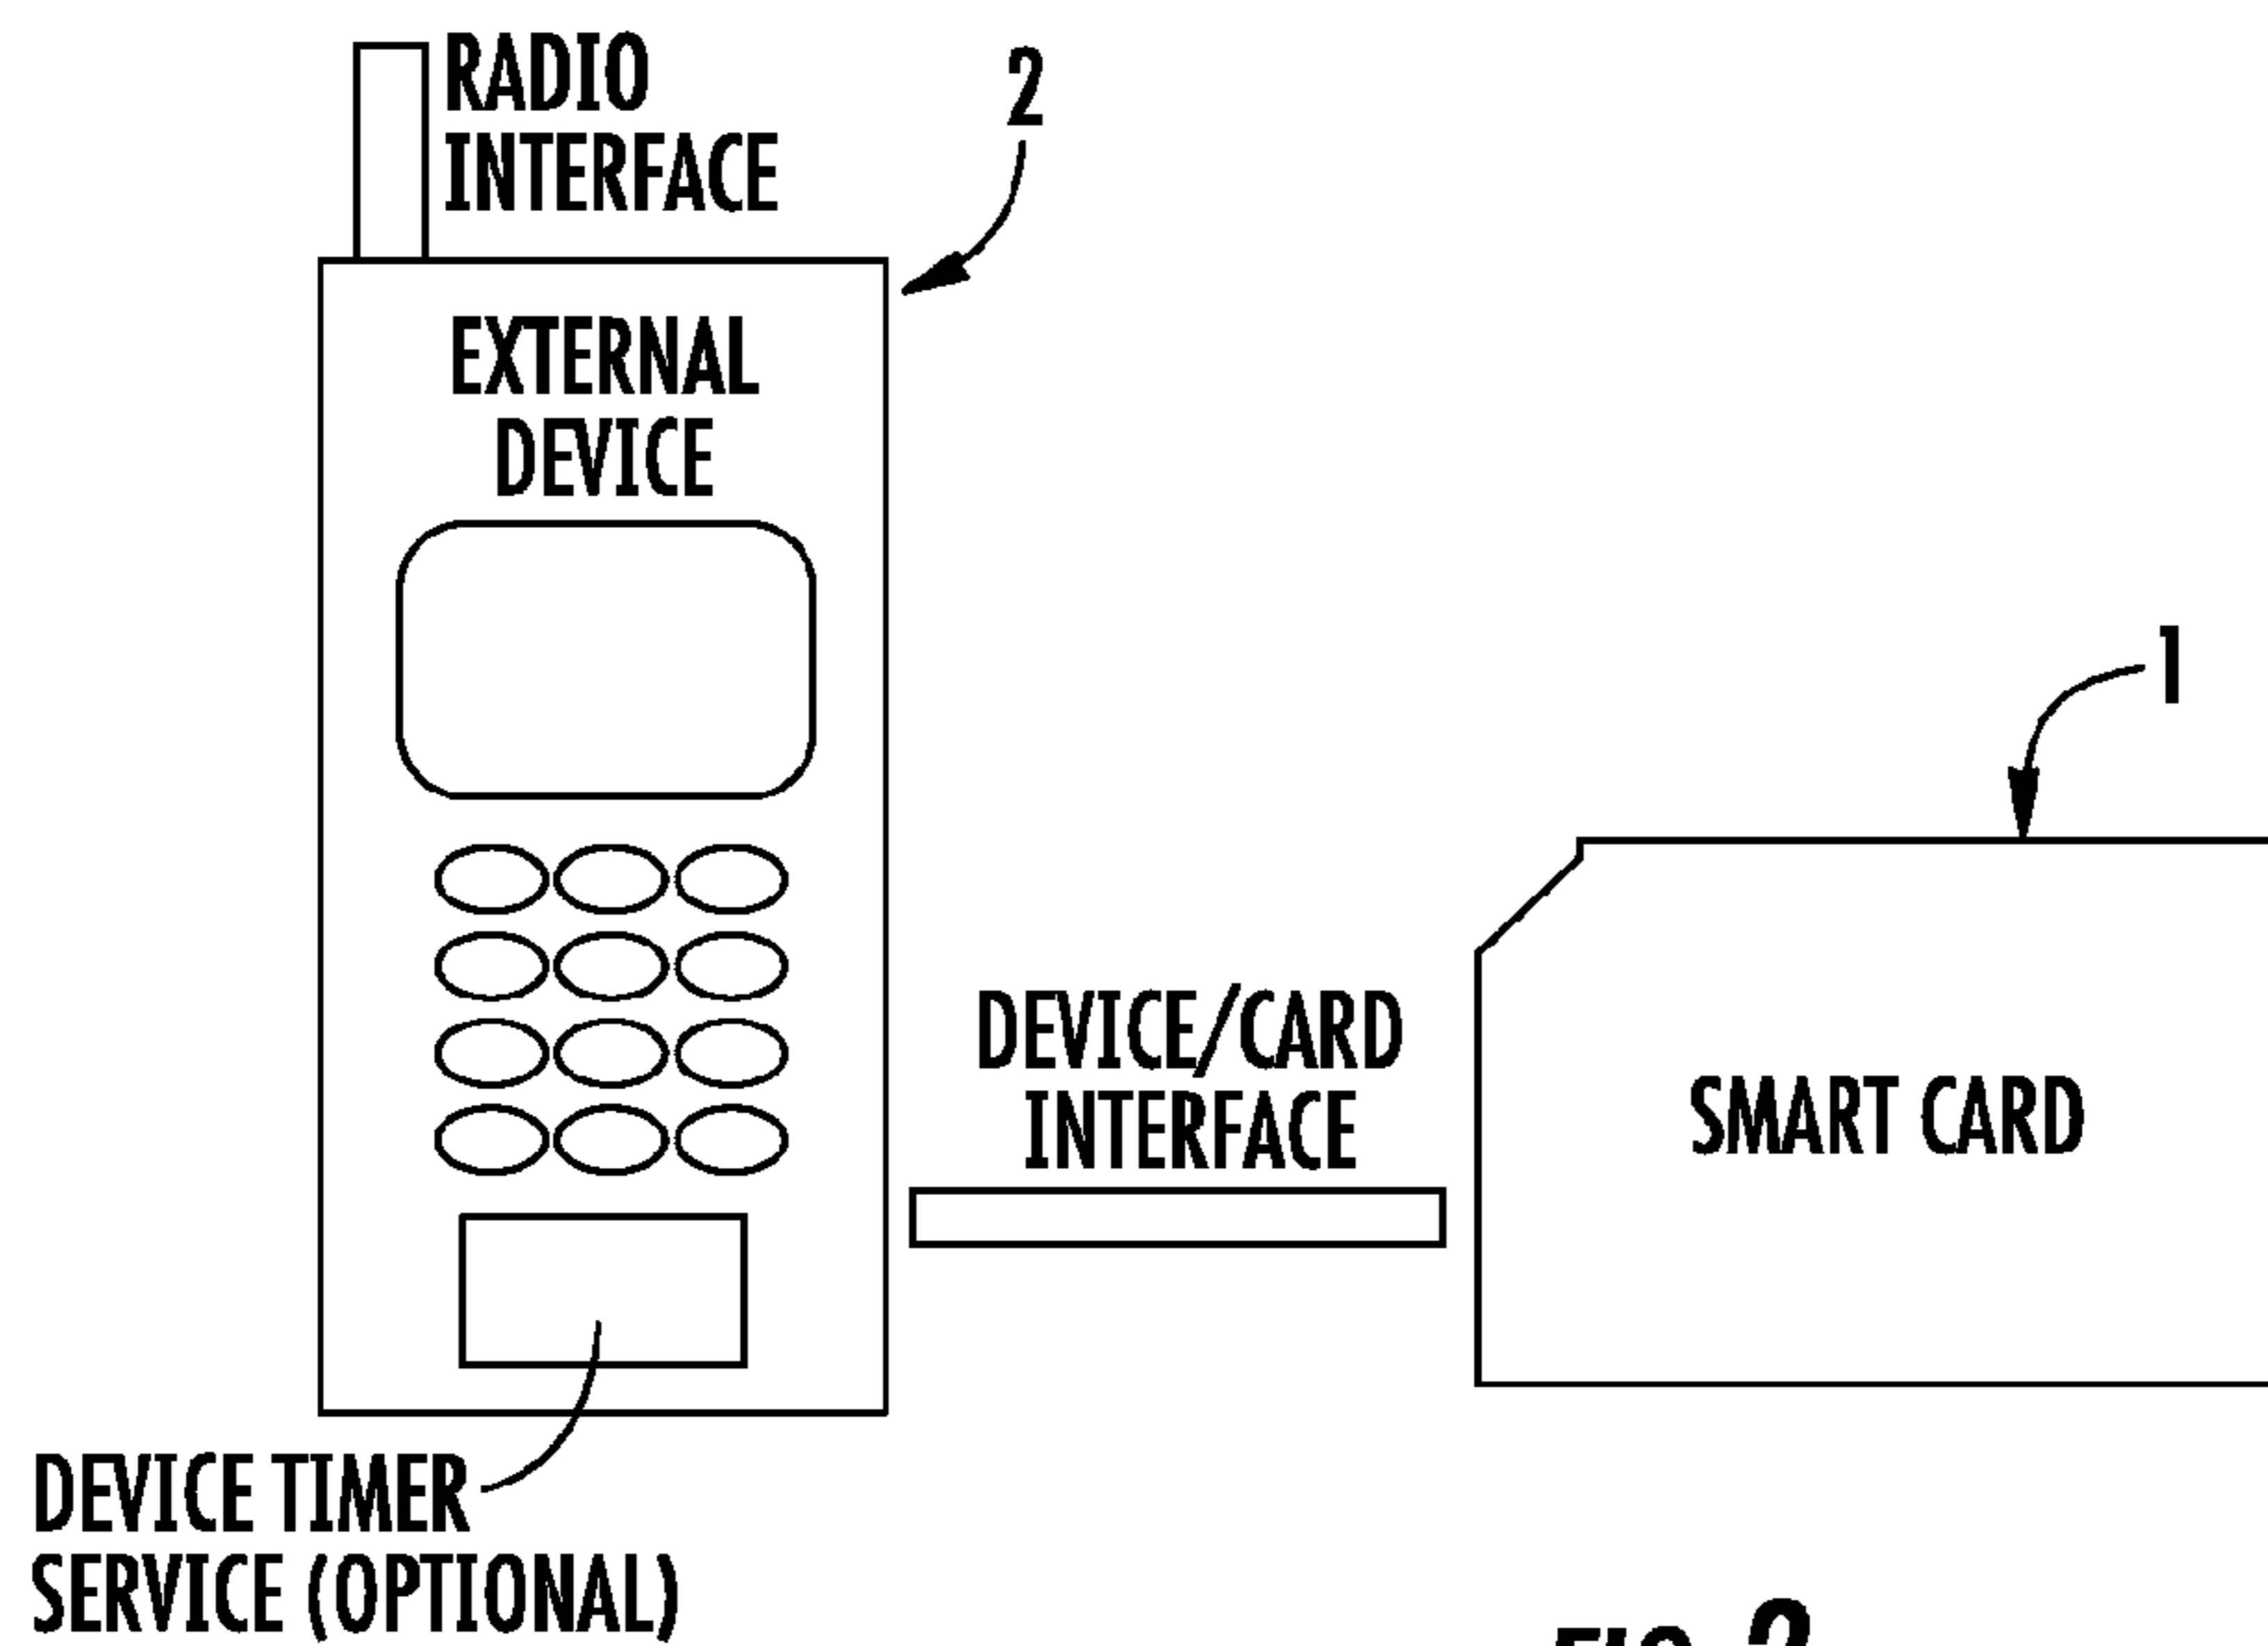 RADIO
INTERFACE
2
EXTERNAL
DEVICE
1
DEVICE/CARD
INTERFACE
SMART CARD
DEVICE TIMER
SERVICE (OPTIONAL)